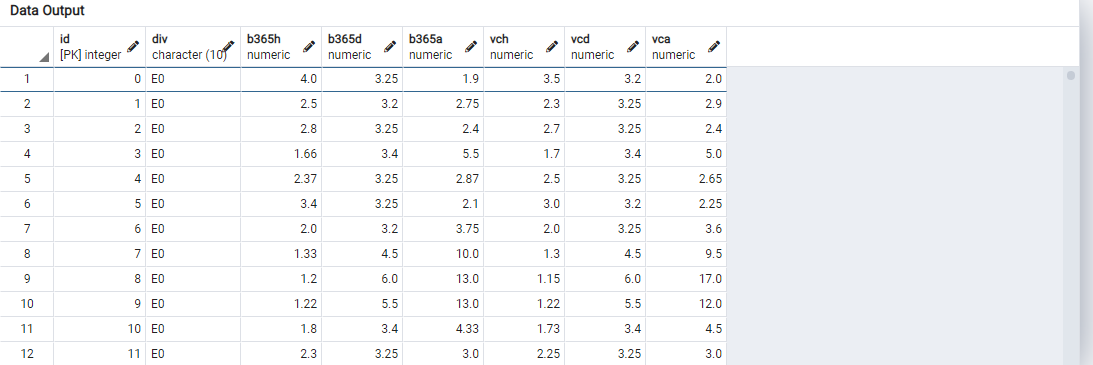 Data Output
id div b365h b365d b365a vch vcd vca
[PK] integer character (10) numeric numeric numeric numeric numeric numeric
1 0 E0 4.0 3.25 1.9 3.5 3.2 2.0
2 1 E0 2.5 3.2 2.75 2.3 3.25 2.9
3 2 E0 2.8 3.25 2.4 2.7 3.25 2.4
4 3 E0 1.66 3.4 5.5 1.7 3.4 5.0
5 4 E0 2.37 3.25 2.87 2.5 3.25 2.65
6 5 E0 3.4 3.25 2.1 3.0 3.2 2.25
7 6 E0 2.0 3.2 3.75 2.0 3.25 3.6
8 7 E0 1.33 4.5 10.0 1.3 4.5 9.5
9 8 E0 1.2 6.0 13.0 1.15 6.0 17.0
10 9 E0 1.22 5.5 13.0 1.22 5.5 12.0
11 10 E0 1.8 3.4 4.33 1.73 3.4 4.5
12 11 E0 2.3 3.25 3.0 2.25 3.25 3.0